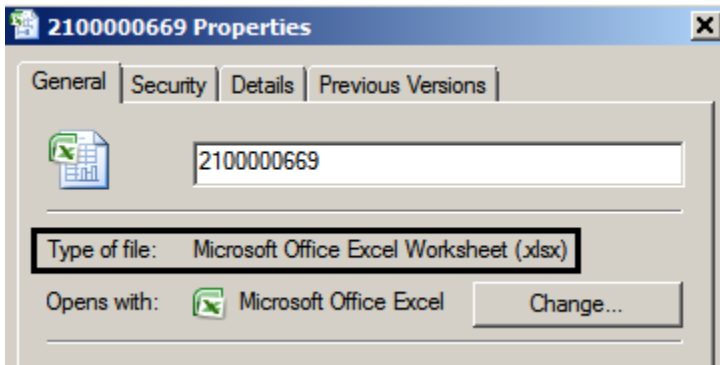 2100000669 Properties
General Security Details Previous Versions
2100000669
Type of file: Microsoft Office Excel Worksheet (.xlsx)
Opens with: Microsoft Office Excel Change...